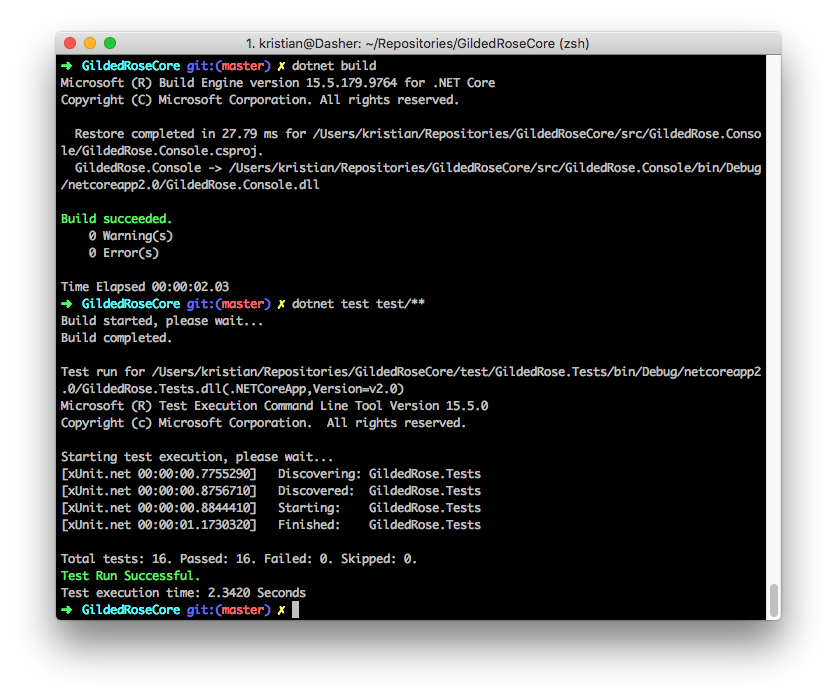 1. kristian@Dasher: ~/Repositories/GildedRoseCore (zsh)
➜  GildedRoseCore git:(master) ✗ dotnet build
Microsoft (R) Build Engine version 15.5.179.9764 for .NET Core
Copyright (C) Microsoft Corporation. All rights reserved.
  Restore completed in 27.79 ms for /Users/kristian/Repositories/GildedRoseCore/src/GildedRose.Conso
le/GildedRose.Console.csproj.
  GildedRose.Console -> /Users/kristian/Repositories/GildedRoseCore/src/GildedRose.Console/bin/Debug
/netcoreapp2.0/GildedRose.Console.dll
Build succeeded.
    0 Warning(s)
    0 Error(s)
Time Elapsed 00:00:02.03
➜  GildedRoseCore git:(master) ✗ dotnet test test/**
Build started, please wait...
Build completed.
Test run for /Users/kristian/Repositories/GildedRoseCore/test/GildedRose.Tests/bin/Debug/netcoreapp2
.0/GildedRose.Tests.dll(.NETCoreApp,Version=v2.0)
Microsoft (R) Test Execution Command Line Tool Version 15.5.0
Copyright (c) Microsoft Corporation.  All rights reserved.
Starting test execution, please wait...
[xUnit.net 00:00:00.7755290]   Discovering: GildedRose.Tests
[xUnit.net 00:00:00.8756710]   Discovered:  GildedRose.Tests
[xUnit.net 00:00:00.8844410]   Starting:    GildedRose.Tests
[xUnit.net 00:00:01.1730320]   Finished:    GildedRose.Tests
Total tests: 16. Passed: 16. Failed: 0. Skipped: 0.
Test Run Successful.
Test execution time: 2.3420 Seconds
➜  GildedRoseCore git:(master) ✗